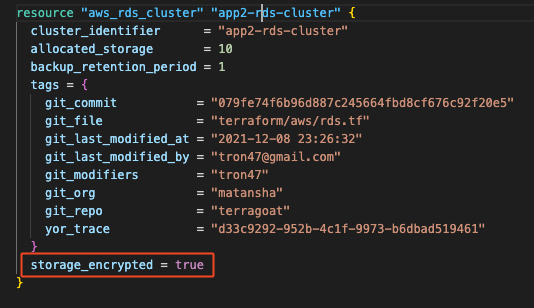 resource "aws_rds_cluster" "app2-rds-cluster" {
cluster_identifier = "app2-rds-cluster"
allocated_storage = 10
backup_retention_period = 1
tags = {
git_commit = "079fe74f6b96d887c245664fbd8cf676c92f20e5"
git_file = "terraform/aws/rds.tf"
git_last_modified_at = "2021-12-08 23:26:32"
git_last_modified_by = "tron47@gmail.com"
git_modifiers = "tron47"
git_org = "matansha"
git_repo = "terragoat"
yor_trace = "d33c9292-952b-4c1f-9973-b6dbad519461"
}
storage_encrypted = true
}